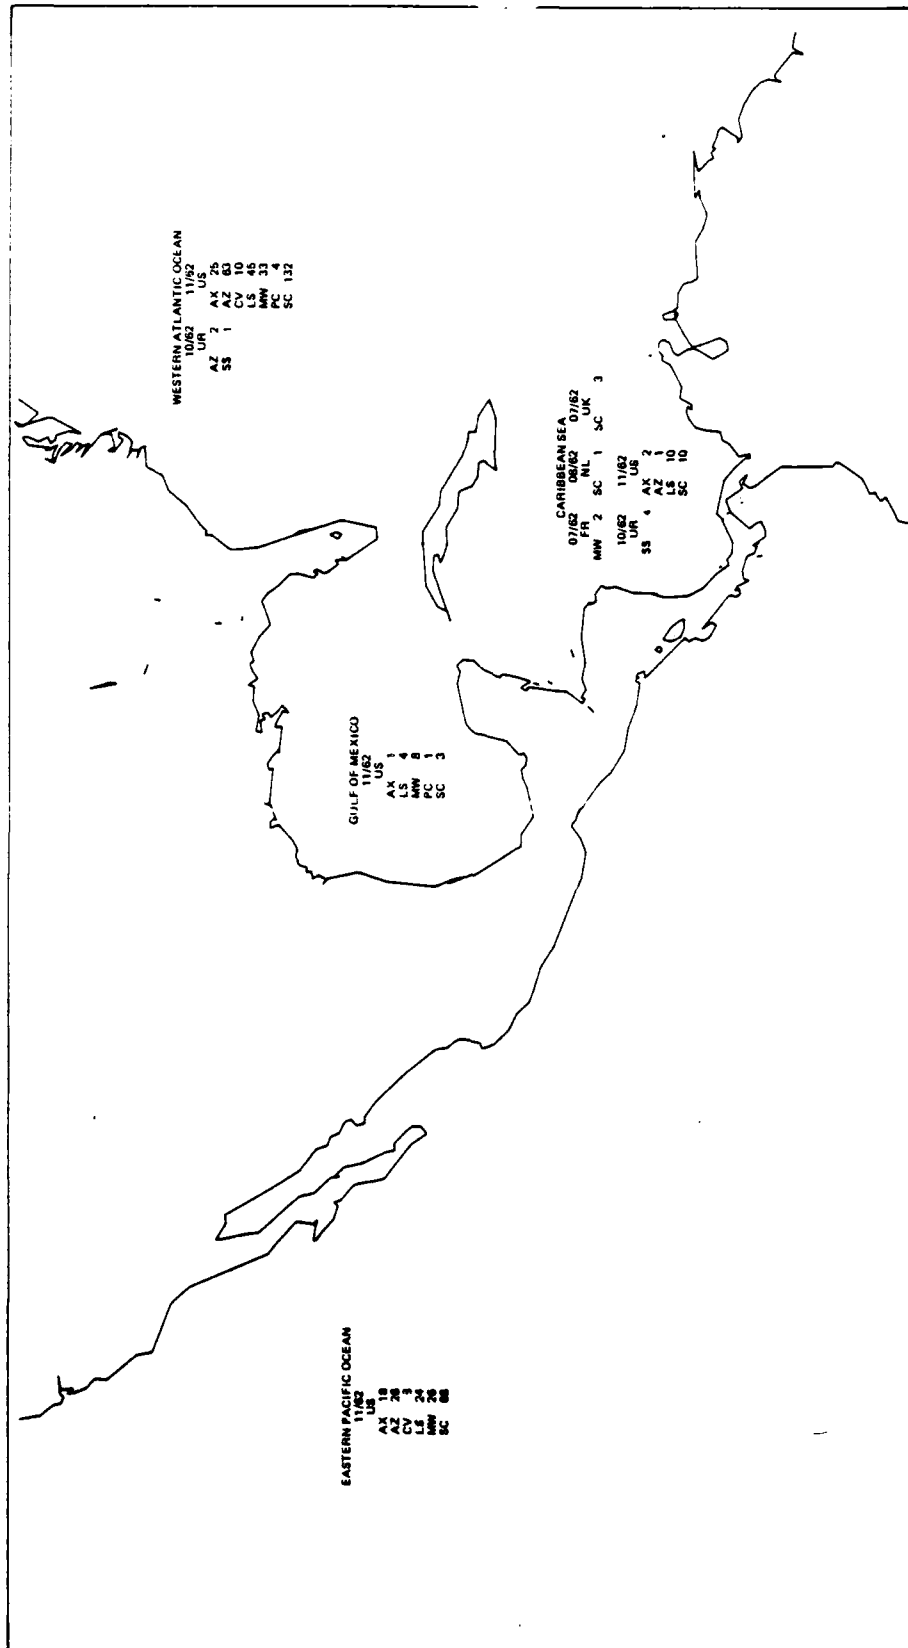 WESTERN ATLANTIC OCEAN
10/62 11/62
UR US
AZ 2 AX 25
SS 1 AZ 63
CV 10
LS 45
MW 33
PC 4
SC 132
GULF OF MEXICO
11/62
US
AX 1
LS 4
MW 8
PC 1
SC 3
CARIBBEAN SEA
07/62 08/62 07/62
FR NL UK
MW 2 SC 1 SC 3
10/62 11/62
UR US
SS 4 AX 2
AZ 1
LS 10
SC 10
EASTERN PACIFIC OCEAN
11/62
US
AX 18
AZ 26
CV 3
LS 24
MW 26
SC